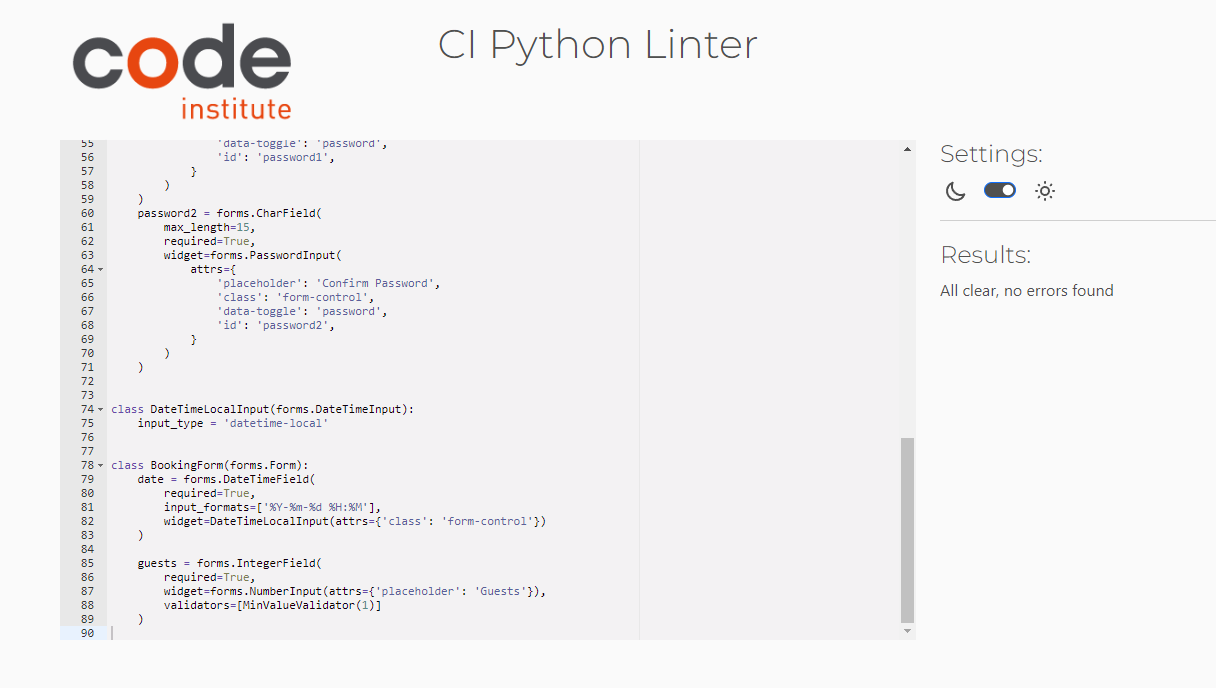 code
institute
CI Python Linter
55                 'data-toggle': 'password',
56                 'id': 'password1',
57             }
58         )
59     )
60     password2 = forms.CharField(
61         max_length=15,
62         required=True,
63         widget=forms.PasswordInput(
64             attrs={
65                 'placeholder': 'Confirm Password',
66                 'class': 'form-control',
67                 'data-toggle': 'password',
68                 'id': 'password2',
69             }
70         )
71     )
72
73
74 class DateTimeLocalInput(forms.DateTimeInput):
75     input_type = 'datetime-local'
76
77
78 class BookingForm(forms.Form):
79     date = forms.DateTimeField(
80         required=True,
81         input_formats=['%Y-%m-%d %H:%M'],
82         widget=DateTimeLocalInput(attrs={'class': 'form-control'})
83     )
84
85     guests = forms.IntegerField(
86         required=True,
87         widget=forms.NumberInput(attrs={'placeholder': 'Guests'}),
88         validators=[MinValueValidator(1)]
89     )
90
Settings:
Results:
All clear, no errors found